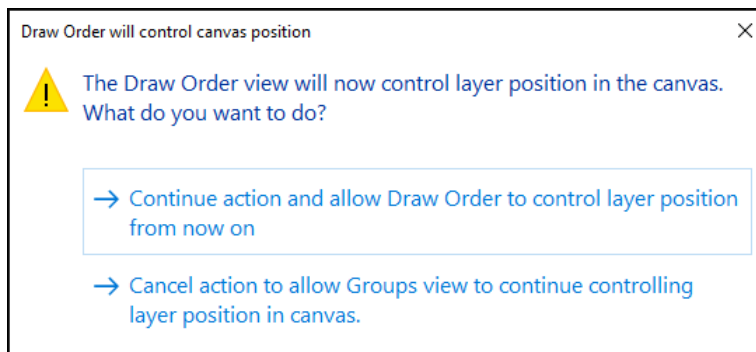 Draw Order will control canvas position
The Draw Order view will now control layer position in the canvas.
What do you want to do?
→ Continue action and allow Draw Order to control layer position
from now on
→ Cancel action to allow Groups view to continue controlling
layer position in canvas.